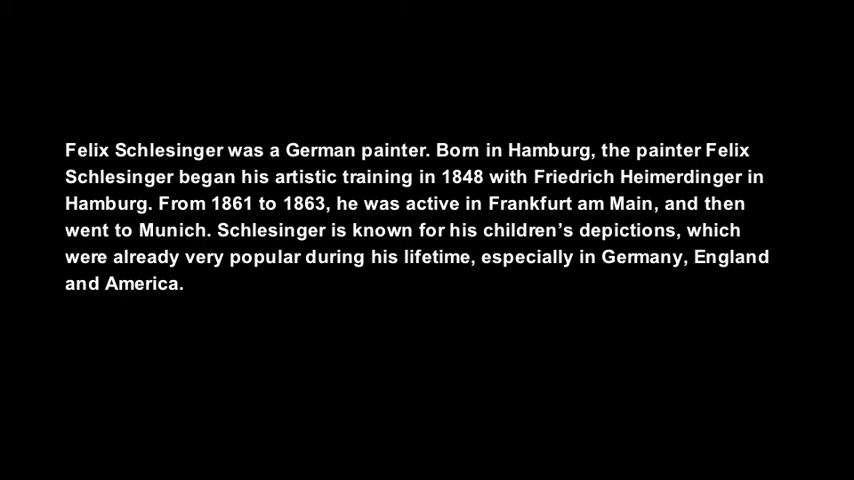 Felix Schlesinger was a German painter. Born in Hamburg, the painter Felix
Schlesinger began his artistic training in 1848 with Friedrich Heimerdinger in
Hamburg. From 1861 to 1863, he was active in Frankfurt am Main, and then
went to Munich. Schlesinger is known for his children’s depictions, which
were already very popular during his lifetime, especially in Germany, England
and America.